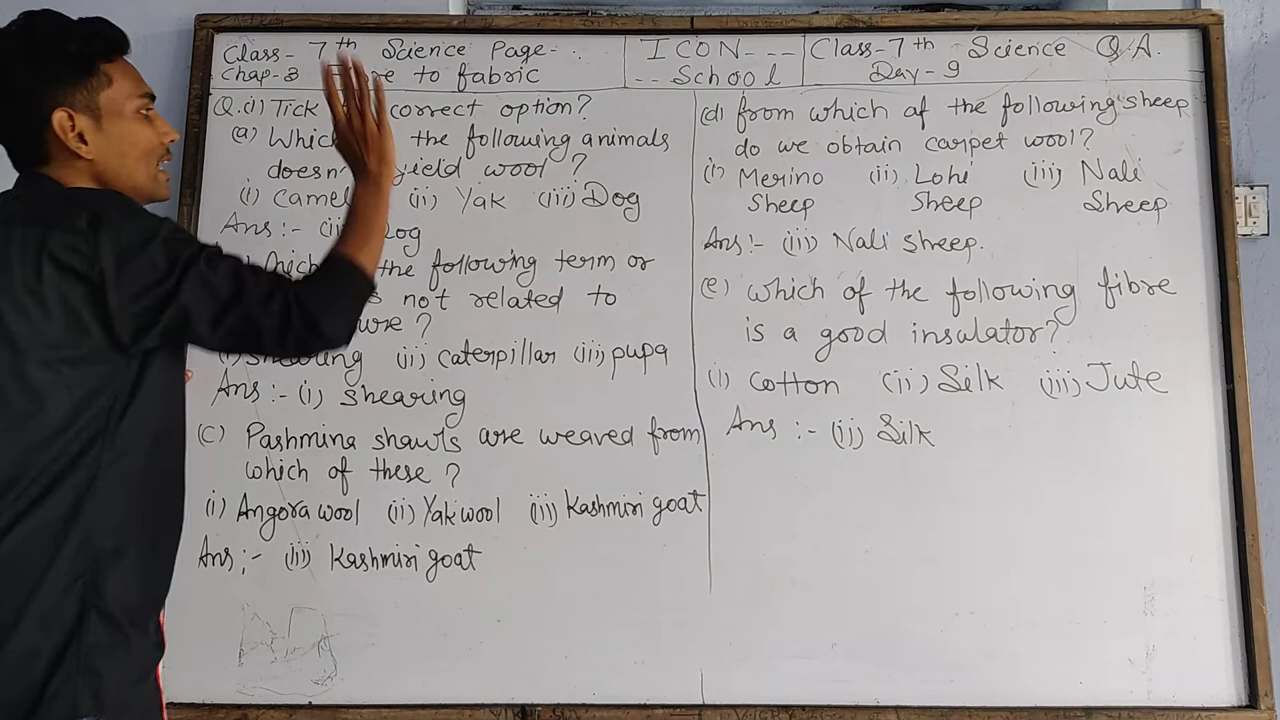 Class- 7th Science Page-..
Chap-3 to fabric
ICON---
--School
Class-7th Science Q.A.
Day-9
Q.(i) Tick correct option?
(a) Which the following animals
doesn' yield wool ?
(i) Camel (ii) Yak (iii) Dog
Ans :- Dog
the following term or
not related to
?
(i) shearing (ii) caterpillar (iii) pupa
Ans :- (i) shearing
(C) Pashmina shawls are weaved from
which of these ?
(i) Angora wool (ii) Yak wool (iii) Kashmiri goat
Ans :- (iii) Kashmiri goat
(d) from which of the following sheep
do we obtain carpet wool?
(i) Merino (ii) Lohi (iii) Nali
Sheep Sheep Sheep
Ans :- (iii) Nali sheep.
(e) which of the following fibre
is a good insulator?
(i) Cotton (ii) Silk (iii) Jute
Ans :- (ii) Silk